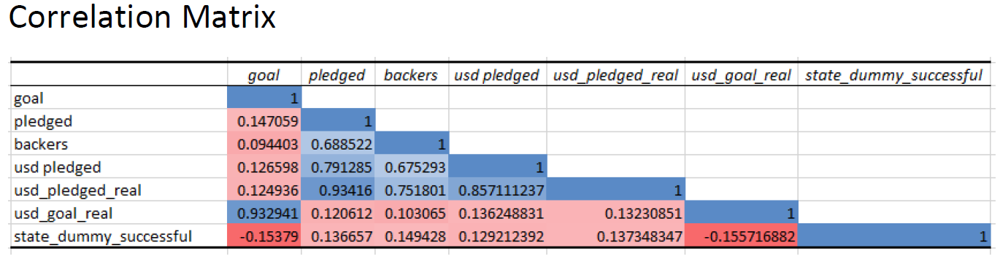 Correlation Matrix
goal pledged backers usd pledged usd_pledged_real usd_goal_real state_dummy_successful
goal 1
pledged 0.147059 1
backers 0.094403 0.688522 1
usd pledged 0.126598 0.791285 0.675293 1
usd_pledged_real 0.124936 0.93416 0.751801 0.857111237 1
usd_goal_real 0.932941 0.120612 0.103065 0.136248831 0.13230851 1
state_dummy_successful -0.15379 0.136657 0.149428 0.129212392 0.137348347 -0.155716882 1